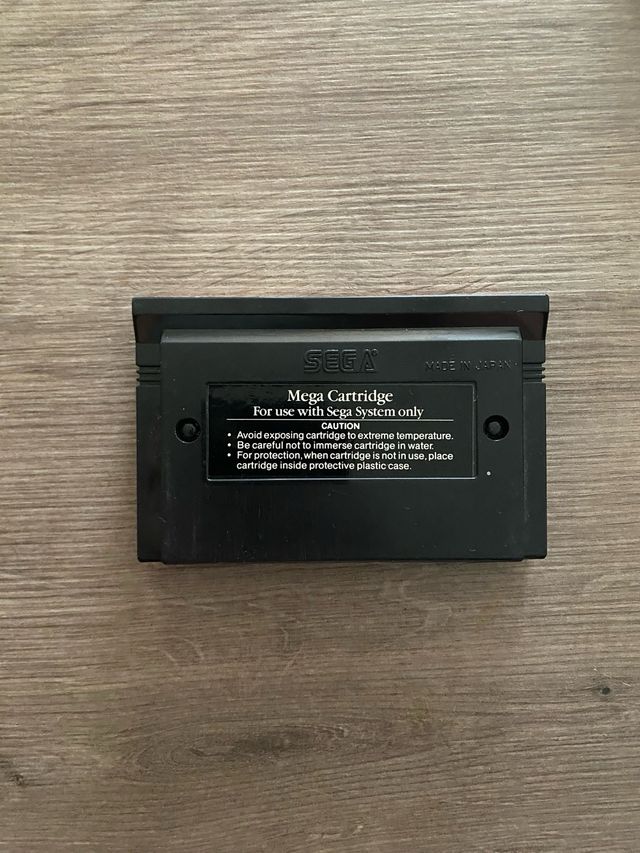 SEGA®
MADE IN JAPAN
Mega Cartridge
For use with Sega System only
CAUTION
• Avoid exposing cartridge to extreme temperature.
• Be careful not to immerse cartridge in water.
• For protection, when cartridge is not in use, place
cartridge inside protective plastic case.